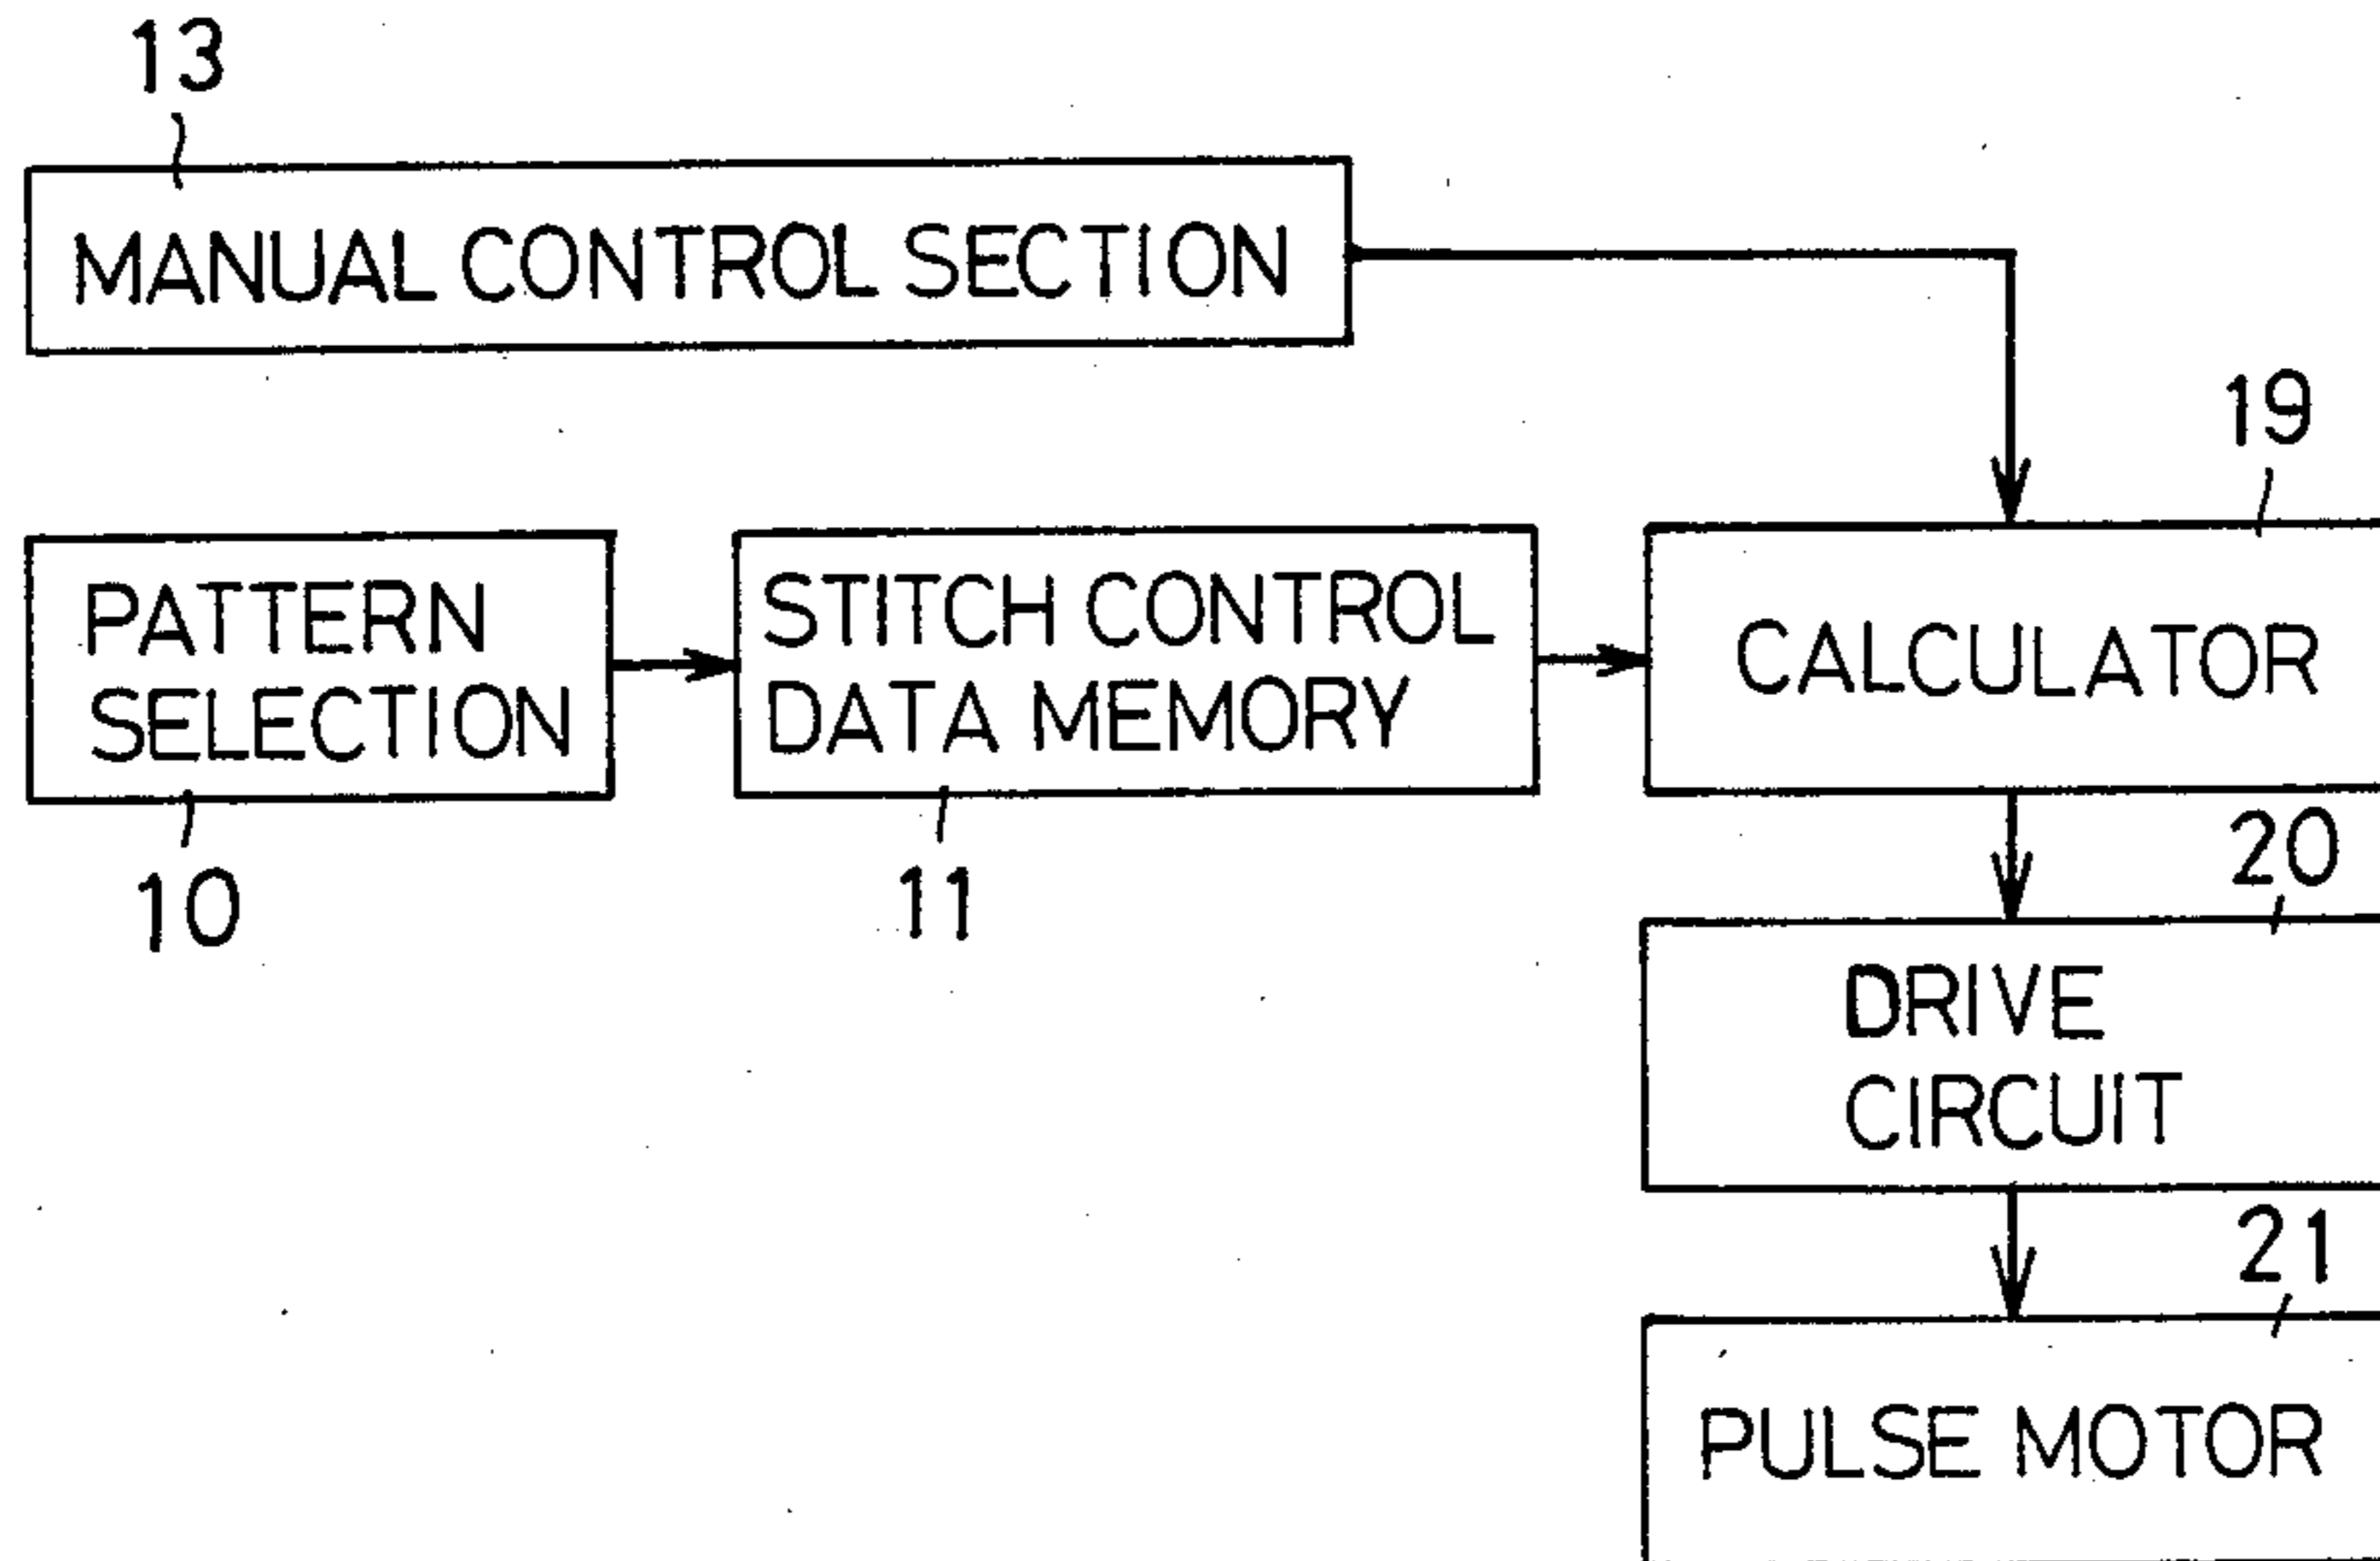 13
MANUAL CONTROL SECTION
19
PATTERN
SELECTION
STITCH CONTROL
DATA MEMORY
CALCULATOR
10
11
20
DRIVE
CIRCUIT
21
PULSE MOTOR